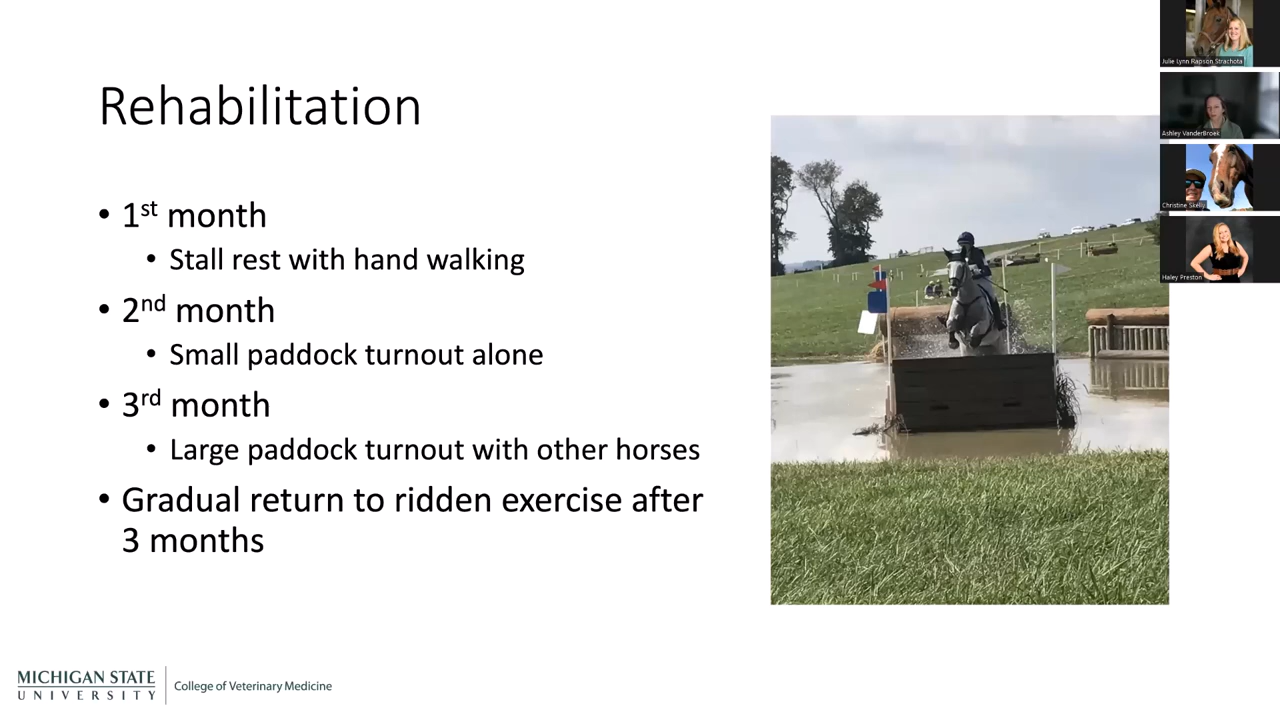 Rehabilitation
• 1st month
• Stall rest with hand walking
• 2nd month
• Small paddock turnout alone
• 3rd month
• Large paddock turnout with other horses
• Gradual return to ridden exercise after
3 months
MICHIGAN STATE
UNIVERSITY
College of Veterinary Medicine
Julie Lynn Rapson Strachota
Ashley VanderBroek
Christine Skelly
Haley Preston